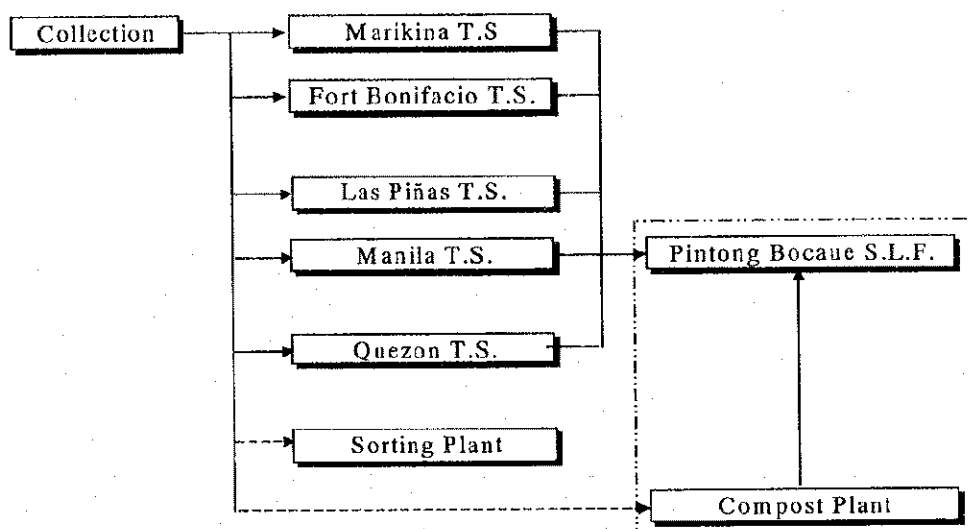 Collection
Marikina T.S
Fort Bonifacio T.S.
Las Piñas T.S.
Manila T.S.
Pintong Bocaue S.L.F.
Quezon T.S.
Sorting Plant
Compost Plant